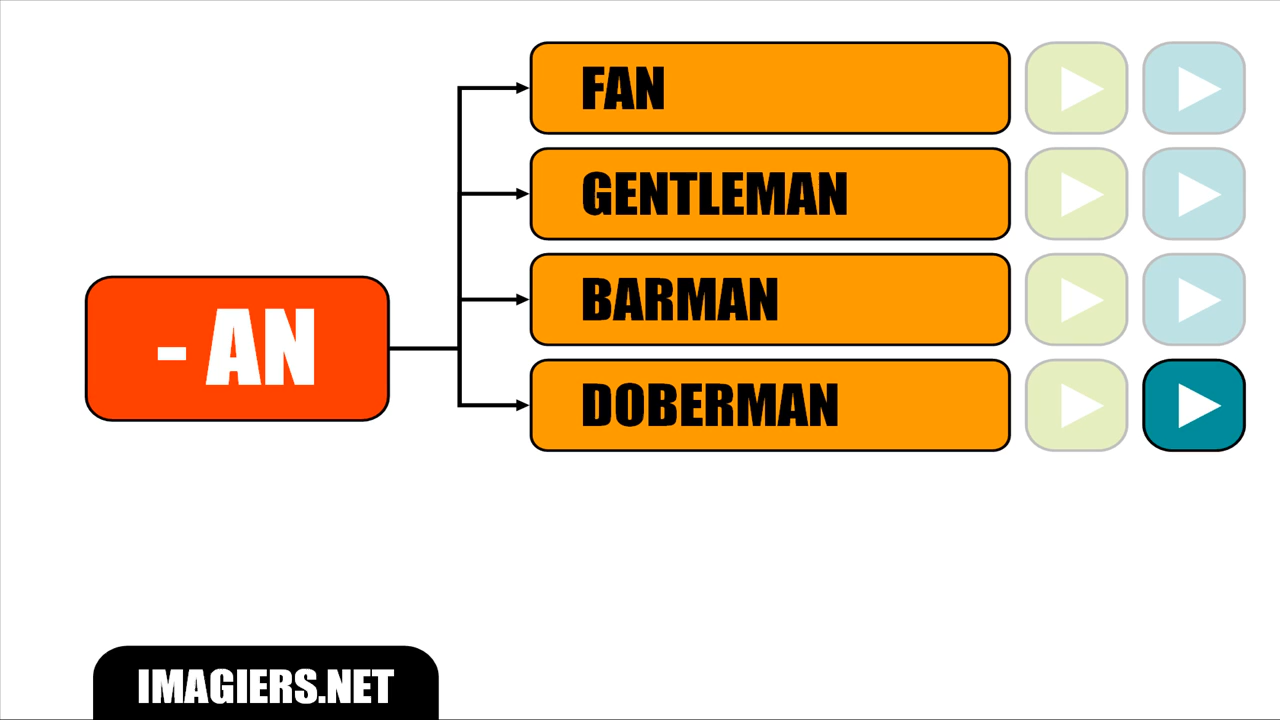 FAN
GENTLEMAN
BARMAN
- AN
DOBERMAN
IMAGIERS.NET